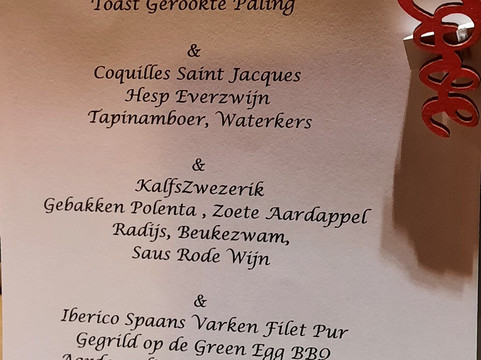 Toast Gerookte Paling
&
Coquilles Saint Jacques
Hesp Everzwijn
Tapinamboer, Waterkers
&
KalfsZwezerik
Gebakken Polenta , Zoete Aardappel
Radijs, Beukezwam,
Saus Rode Wijn
&
Iberico Spaans Varken Filet Pur
Gegrild op de Green Egg BBQ